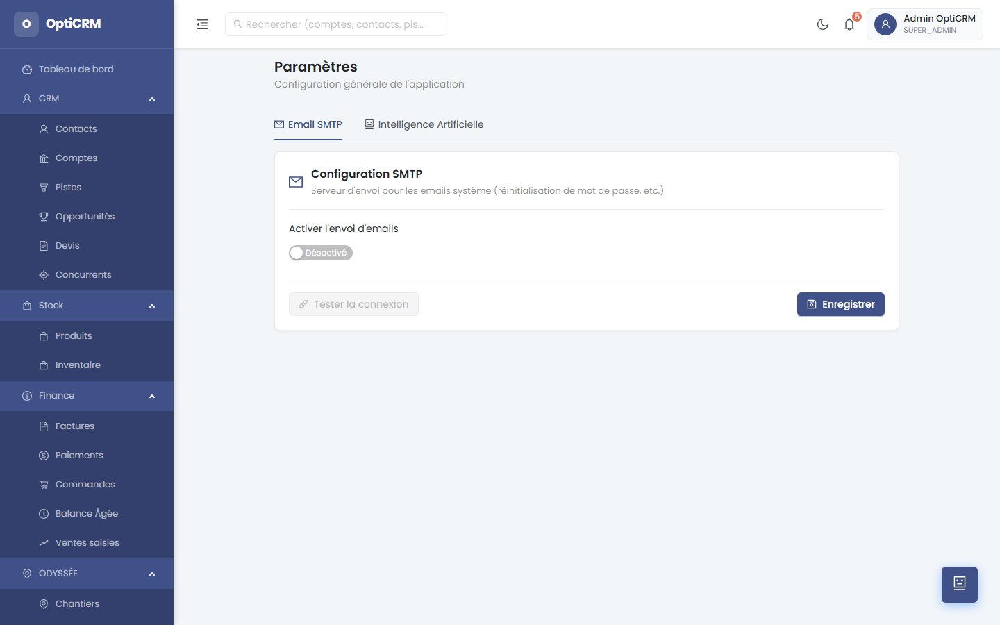 O OptiCRM
Rechercher (comptes, contacts, pis...
5
Admin OptiCRM
SUPER_ADMIN
Tableau de bord
CRM
Contacts
Comptes
Pistes
Opportunités
Devis
Concurrents
Stock
Produits
Inventaire
Finance
Factures
Paiements
Commandes
Balance Âgée
Ventes saisies
ODYSSÉE
Chantiers
Paramètres
Configuration générale de l'application
Email SMTP
Intelligence Artificielle
Configuration SMTP
Serveur d'envoi pour les emails système (réinitialisation de mot de passe, etc.)
Activer l'envoi d'emails
Désactivé
Tester la connexion
Enregistrer